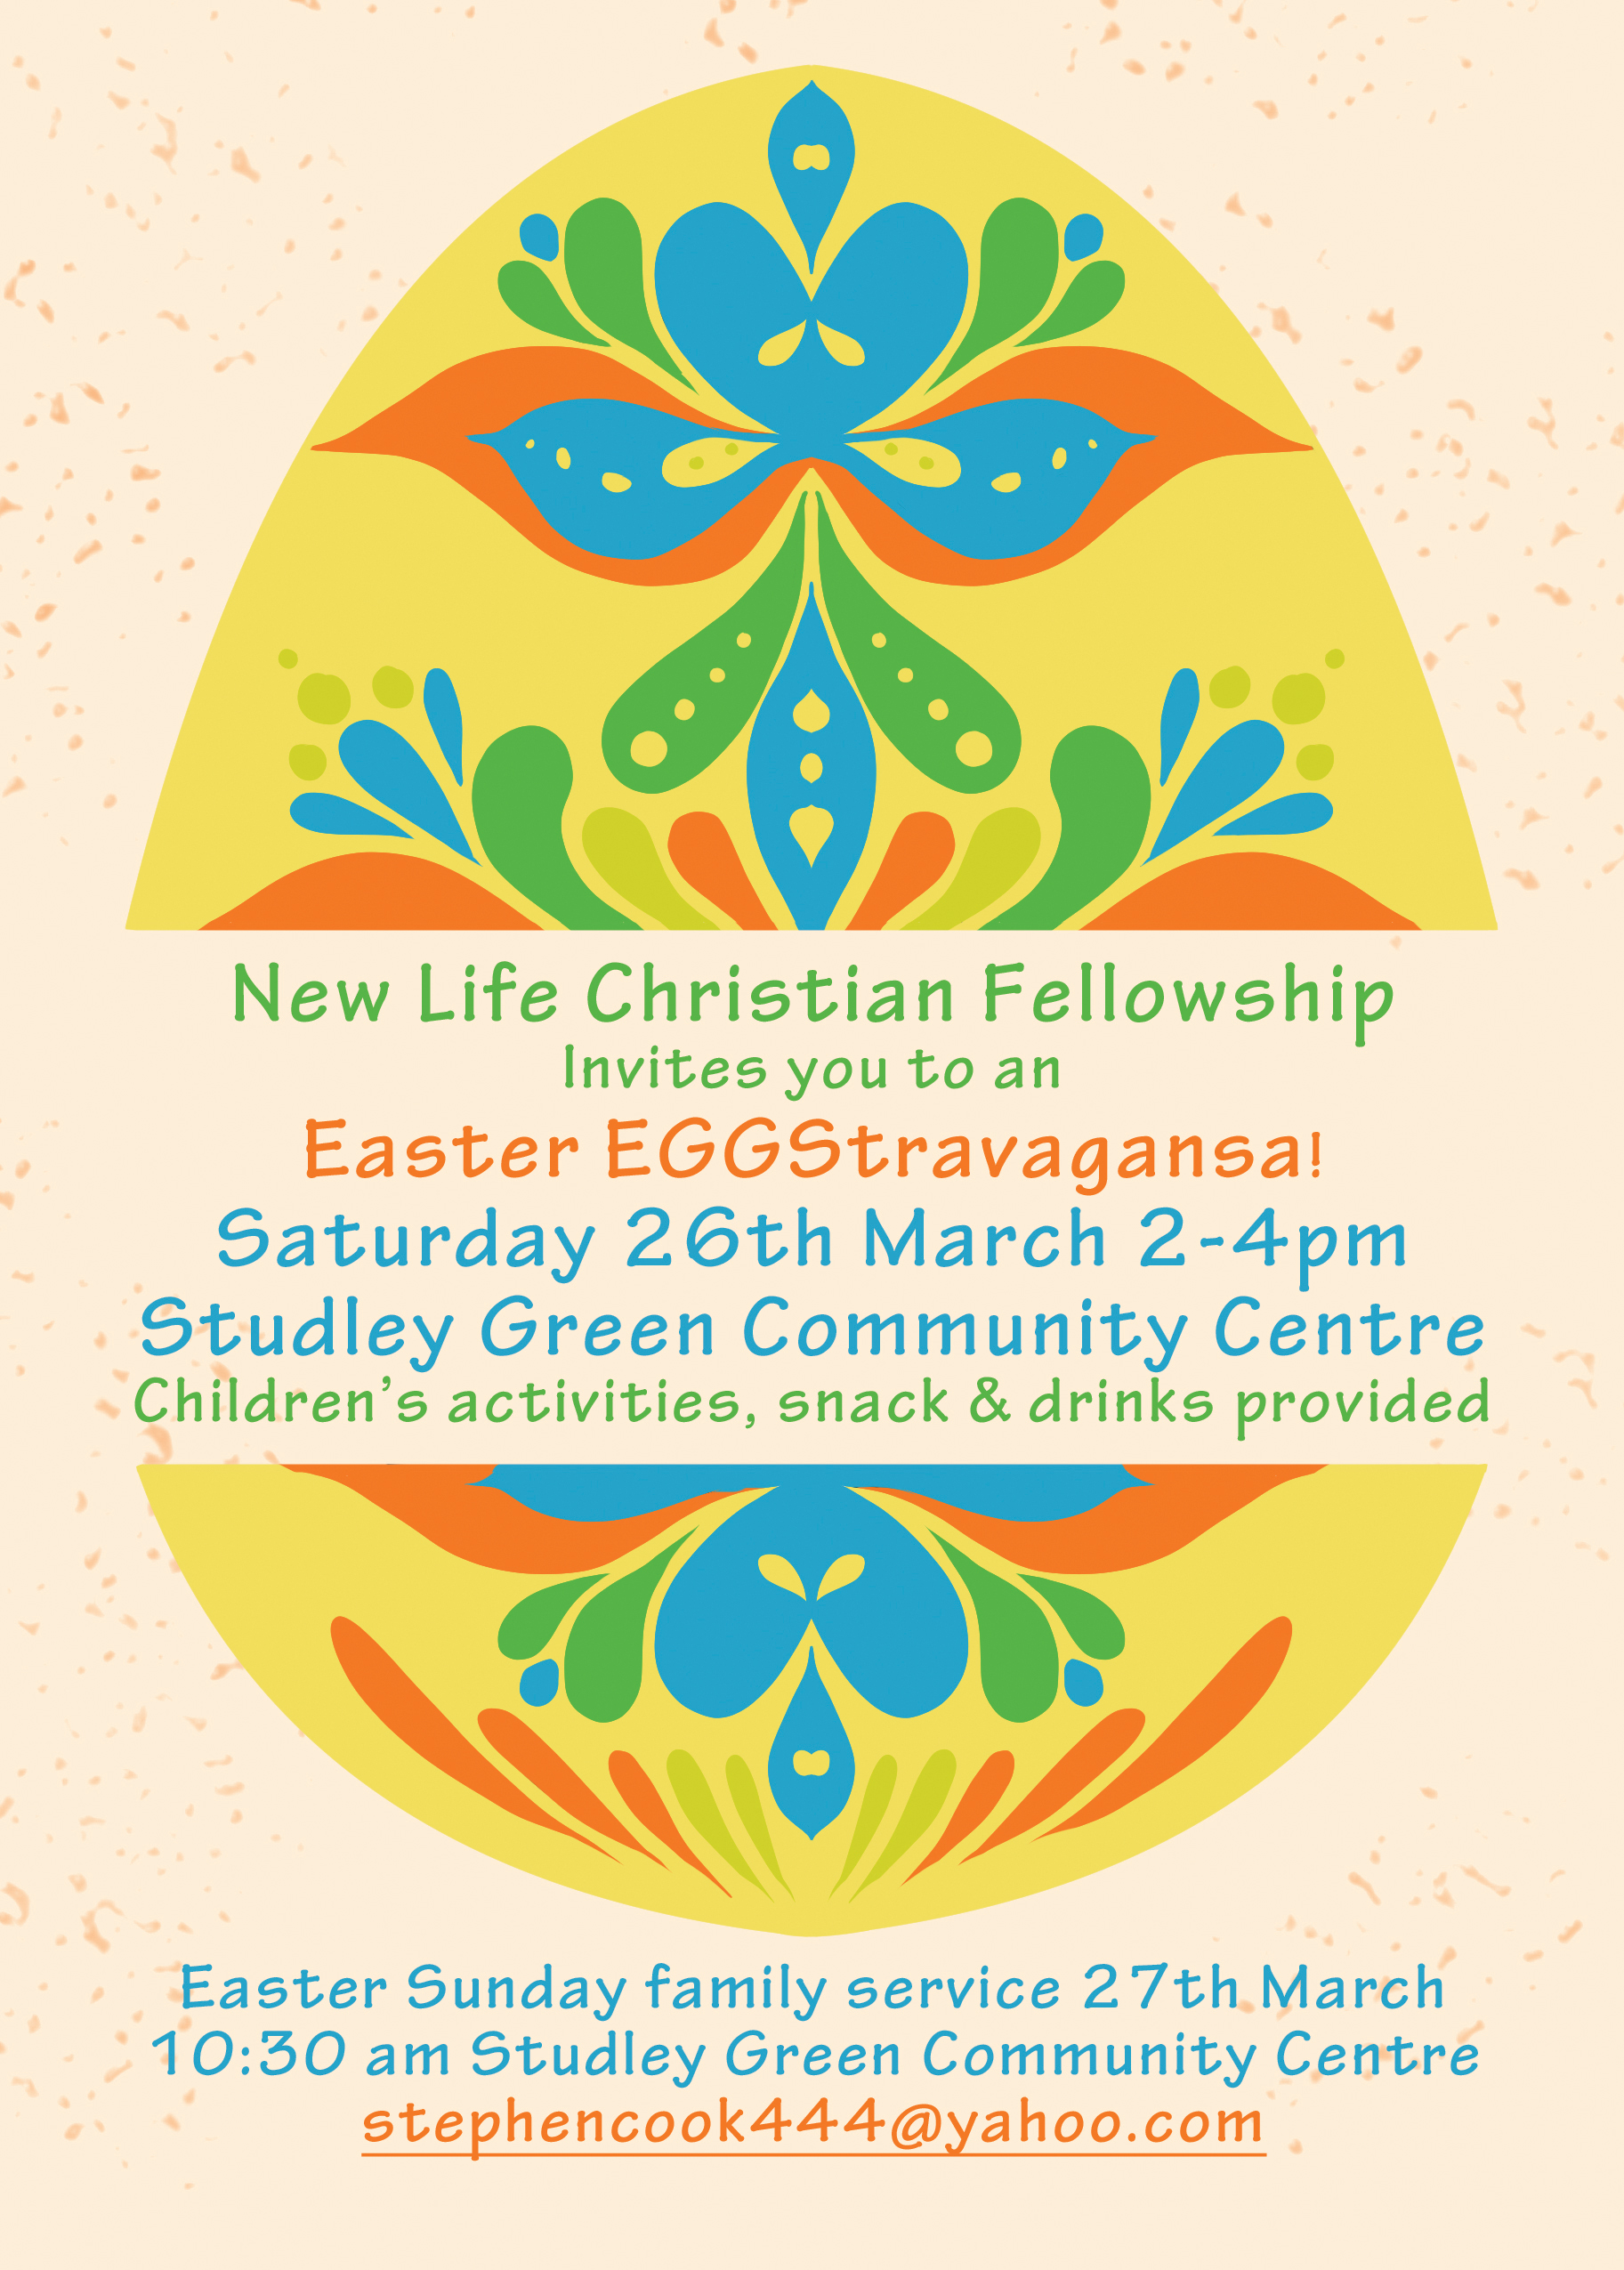 New Life Christian Fellowship
Invites you to an
Easter EGGStravagansa!
Saturday 26th March 2-4pm
Studley Green Community Centre
Children's activities, snack & drinks provided
Easter Sunday family service 27th March
10:30 am Studley Green Community Centre
stephencook444@yahoo.com